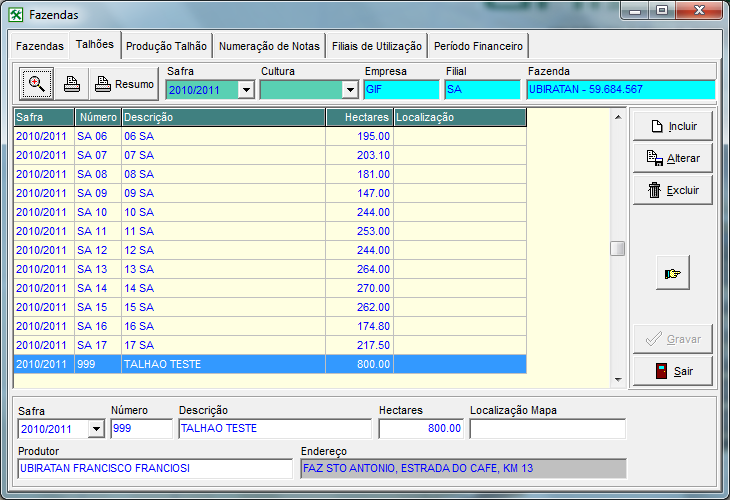 Fazendas
Fazendas Talhões Produção Talhão Numeração de Notas Filiais de Utilização Período Financeiro
Resumo
Safra Cultura Empresa Filial Fazenda
2010/2011 GIF SA UBIRATAN - 59.684.567
Safra Número Descrição Hectares Localização
2010/2011 SA 06 06 SA 195.00
2010/2011 SA 07 07 SA 203.10
2010/2011 SA 08 08 SA 181.00
2010/2011 SA 09 09 SA 147.00
2010/2011 SA 10 10 SA 244.00
2010/2011 SA 11 11 SA 253.00
2010/2011 SA 12 12 SA 244.00
2010/2011 SA 13 13 SA 264.00
2010/2011 SA 14 14 SA 270.00
2010/2011 SA 15 15 SA 262.00
2010/2011 SA 16 16 SA 174.80
2010/2011 SA 17 17 SA 217.50
2010/2011 999 TALHAO TESTE 800.00
Incluir
Alterar
Excluir
Gravar
Sair
Safra Número Descrição Hectares Localização Mapa
2010/2011 999 TALHAO TESTE 800.00
Produtor Endereço
UBIRATAN FRANCISCO FRANCIOSI FAZ STO ANTONIO, ESTRADA DO CAFE, KM 13